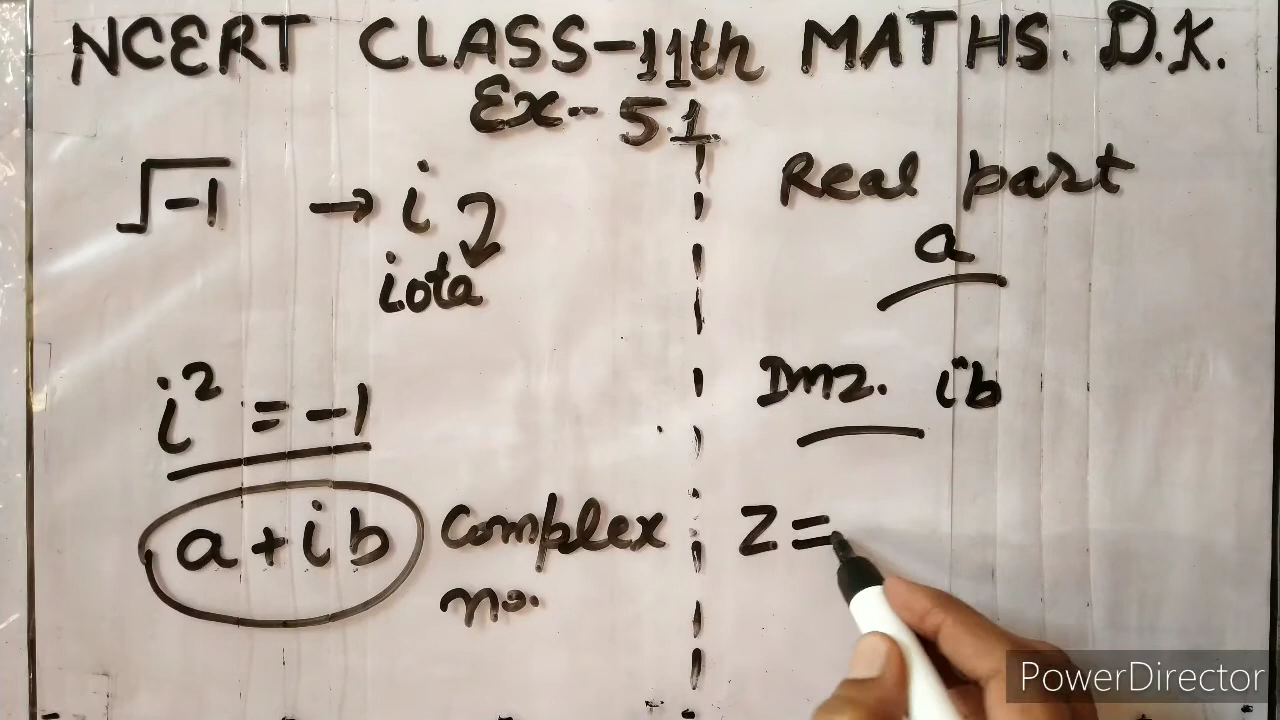 NCERT CLASS-11th MATHS. D.K.
Ex-5.1
√-1 → i
iota
i² = -1
a+ib Complex
no.
Real part
a
Imz. ib
Z=
PowerDirector